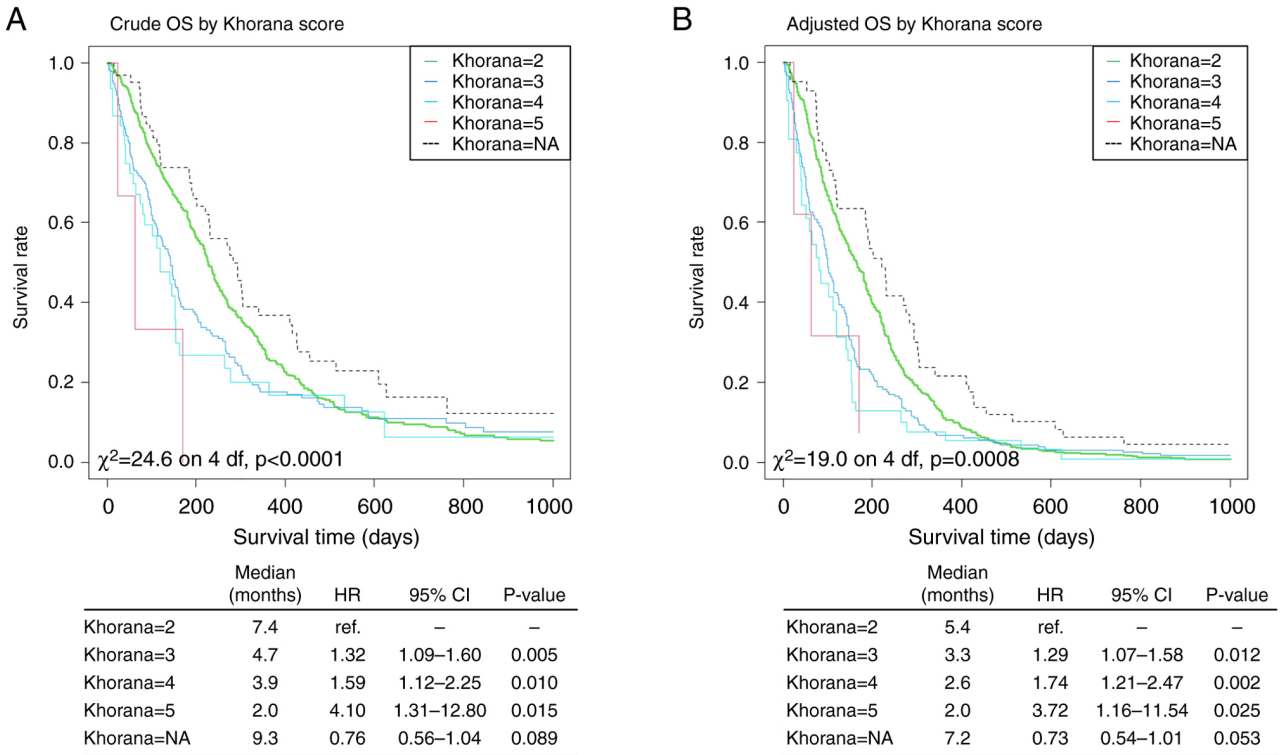 A
Crude OS by Khorana score
Khorana=2
Khorana=3
Khorana=4
Khorana=5
Khorana=NA
Survival rate
1.0
0.8
0.6
0.4
0.2
0.0
χ²=24.6 on 4 df, p<0.0001
0 200 400 600 800 1000
Survival time (days)
Median (months) HR 95% CI P-value
Khorana=2 7.4 ref. – –
Khorana=3 4.7 1.32 1.09–1.60 0.005
Khorana=4 3.9 1.59 1.12–2.25 0.010
Khorana=5 2.0 4.10 1.31–12.80 0.015
Khorana=NA 9.3 0.76 0.56–1.04 0.089
B
Adjusted OS by Khorana score
Khorana=2
Khorana=3
Khorana=4
Khorana=5
Khorana=NA
Survival rate
1.0
0.8
0.6
0.4
0.2
0.0
χ²=19.0 on 4 df, p=0.0008
0 200 400 600 800 1000
Survival time (days)
Median (months) HR 95% CI P-value
Khorana=2 5.4 ref. – –
Khorana=3 3.3 1.29 1.07–1.58 0.012
Khorana=4 2.6 1.74 1.21–2.47 0.002
Khorana=5 2.0 3.72 1.16–11.54 0.025
Khorana=NA 7.2 0.73 0.54–1.01 0.053